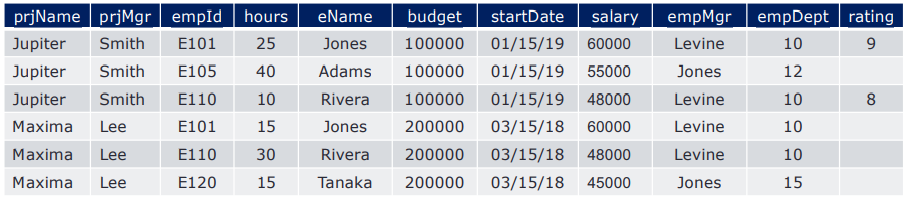 prjName prjMgr empId hours eName budget startDate salary empMgr empDept rating
Jupiter Smith E101 25 Jones 100000 01/15/19 60000 Levine 10 9
Jupiter Smith E105 40 Adams 100000 01/15/19 55000 Jones 12
Jupiter Smith E110 10 Rivera 100000 01/15/19 48000 Levine 10 8
Maxima Lee E101 15 Jones 200000 03/15/18 60000 Levine 10
Maxima Lee E110 30 Rivera 200000 03/15/18 48000 Levine 10
Maxima Lee E120 15 Tanaka 200000 03/15/18 45000 Jones 15